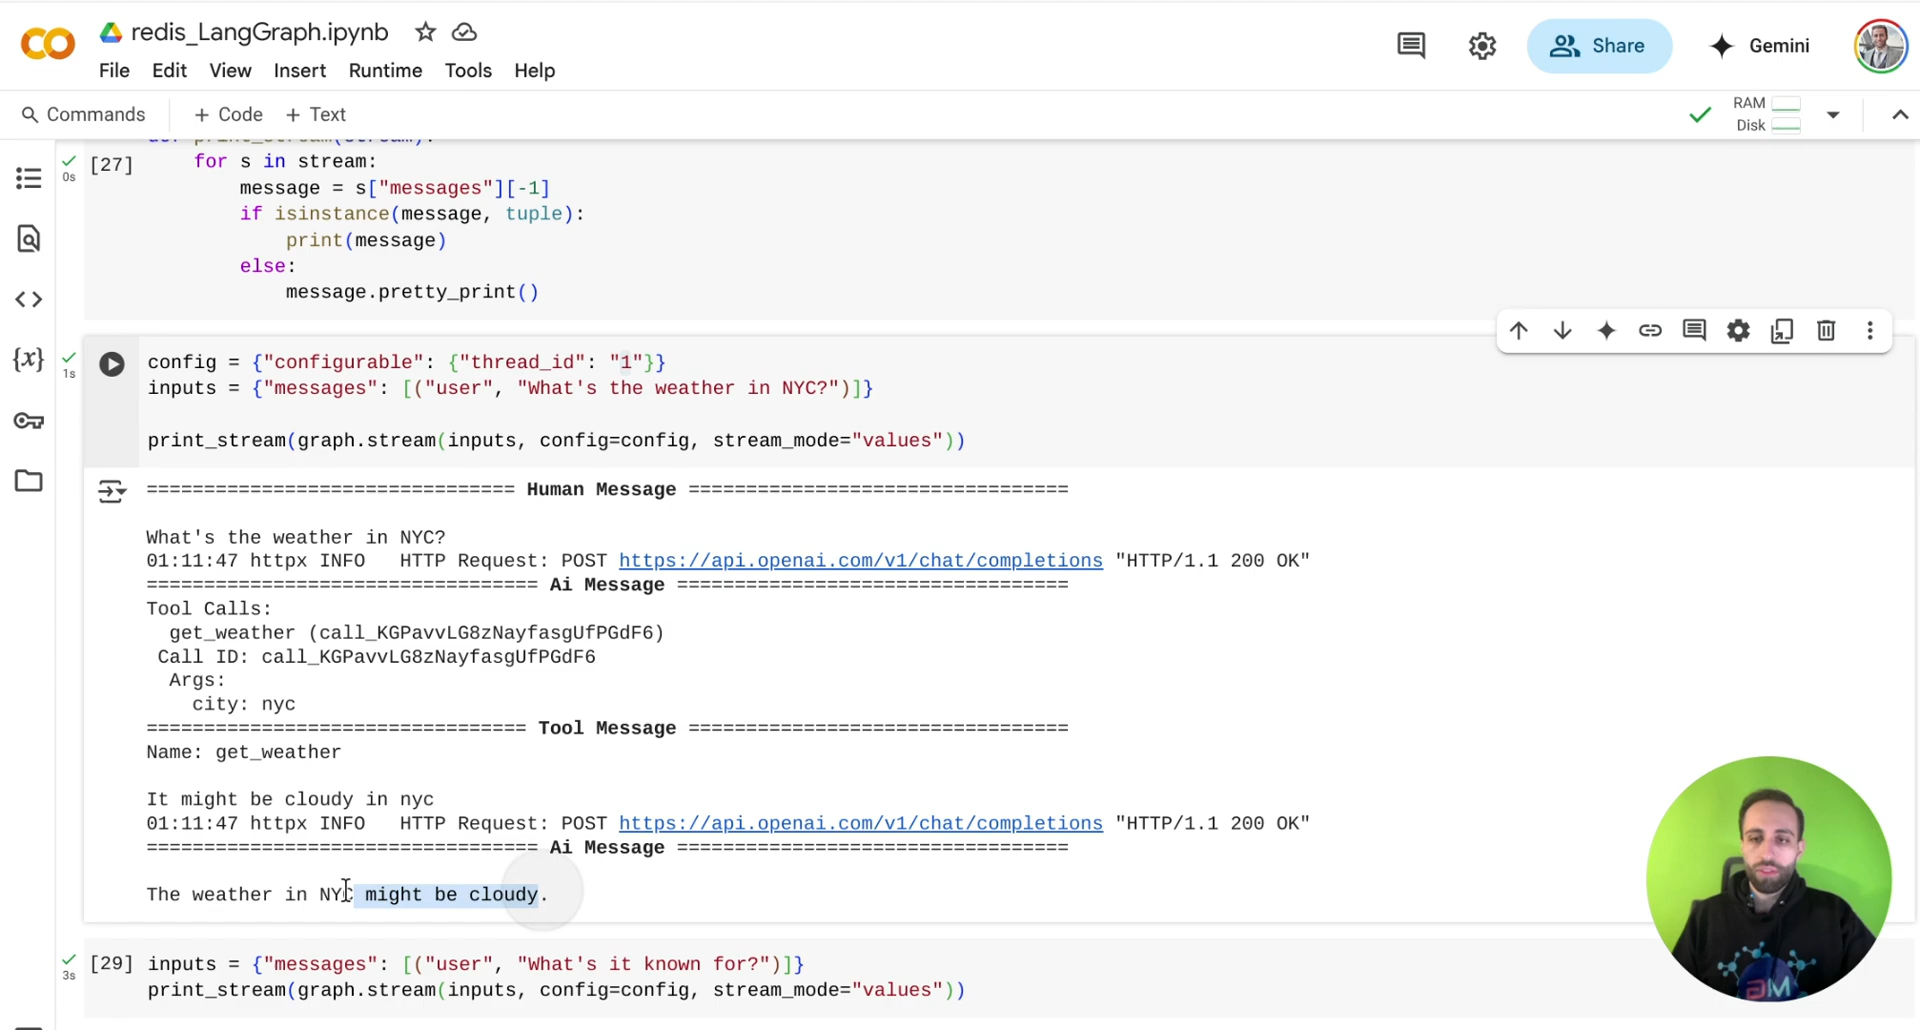 redis_LangGraph.ipynb
File Edit View Insert Runtime Tools Help
Share
Gemini
Commands
+ Code + Text
RAM
Disk
def print_stream(stream):
[27]
0s
for s in stream:
message = s["messages"][-1]
if isinstance(message, tuple):
print(message)
else:
message.pretty_print()
1s
config = {"configurable": {"thread_id": "1"}}
inputs = {"messages": [("user", "What's the weather in NYC?")]}
print_stream(graph.stream(inputs, config=config, stream_mode="values"))
================================ Human Message =================================
What's the weather in NYC?
01:11:47 httpx INFO   HTTP Request: POST https://api.openai.com/v1/chat/completions "HTTP/1.1 200 OK"
================================== Ai Message ==================================
Tool Calls:
get_weather (call_KGPavvLG8zNayfasgUfPGdF6)
Call ID: call_KGPavvLG8zNayfasgUfPGdF6
Args:
city: nyc
================================= Tool Message =================================
Name: get_weather
It might be cloudy in nyc
01:11:47 httpx INFO   HTTP Request: POST https://api.openai.com/v1/chat/completions "HTTP/1.1 200 OK"
================================== Ai Message ==================================
The weather in NYC might be cloudy.
[29]
3s
inputs = {"messages": [("user", "What's it known for?")]}
print_stream(graph.stream(inputs, config=config, stream_mode="values"))